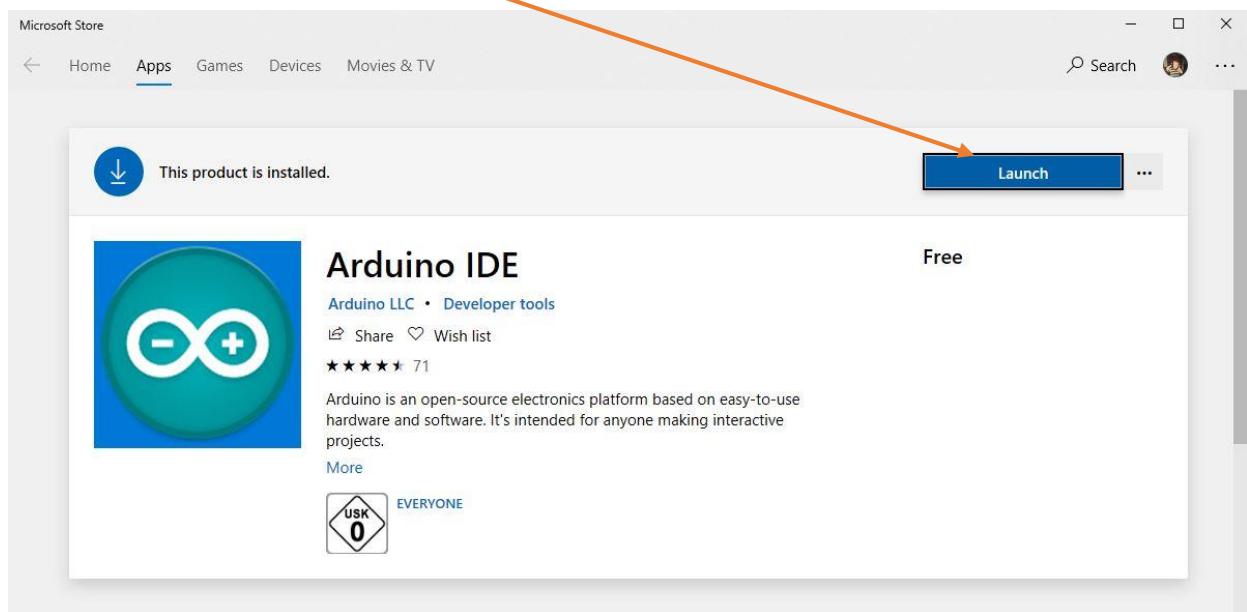 Microsoft Store
Home Apps Games Devices Movies & TV Search
This product is installed.
Launch
Arduino IDE
Free
Arduino LLC • Developer tools
Share Wish list
71
Arduino is an open-source electronics platform based on easy-to-use
hardware and software. It's intended for anyone making interactive
projects.
More
USK
0
EVERYONE